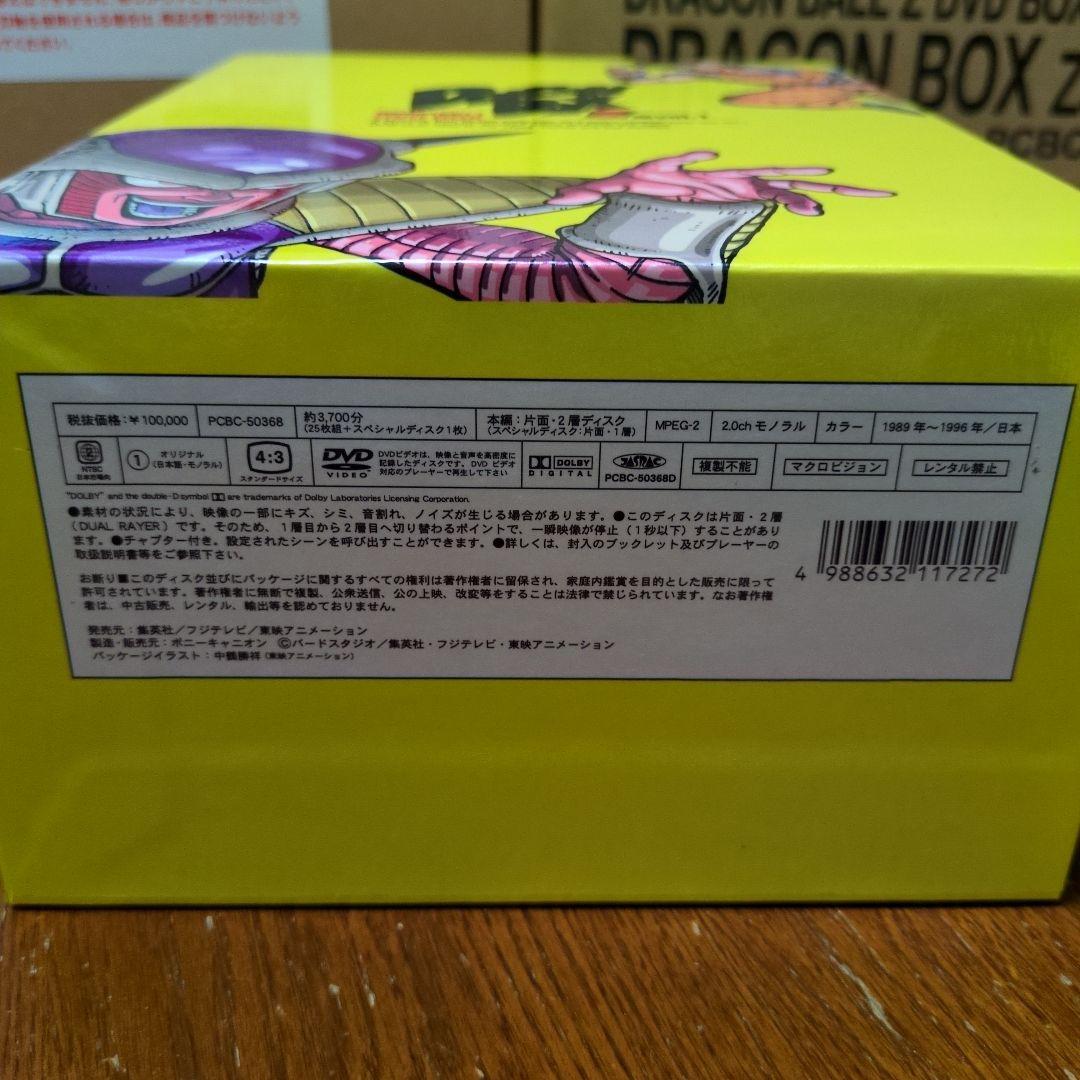 つけないよう
ください。
DRAGON BALL Z DVD BOX
DRAGON BOX Z
PCBC
税抜価格：￥100,000
PCBC-50368
約3,700分
(25枚組＋スペシャルディスク1枚)
本編：片面・2層ディスク
(スペシャルディスク：片面・1層)
MPEG-2
2.0ch モノラル
カラー
1989年～1996年／日本
2
NTSC
日本市場向
1 オリジナル
(日本語・モノラル)
4:3
スタンダードサイズ
DVD
VIDEO
DVDビデオは、映像と音声を高密度に
記録したディスクです。DVD ビデオ
対応のプレーヤーで再生して下さい
DOLBY
DIGITAL
JASRAC
PCBC-50368D
複製不能
マクロビジョン
レンタル禁止
"DOLBY" and the double-D symbol are trademarks of Dolby Laboratories Licensing Corporation.
●素材の状況により、映像の一部にキズ、シミ、音割れ、ノイズが生じる場合があります。●このディスクは片面・2層
(DUAL RAYER) です。そのため、1層目から2層目へ切り替わるポイントで、一瞬映像が停止（1秒以下）することがあり
ます。●チャプター付き。設定されたシーンを呼び出すことができます。●詳しくは、封入のブックレット及びプレーヤーの
取扱説明書等をご参照下さい。
お断り■このディスク並びにパッケージに関するすべての権利は著作権者に留保され、家庭内鑑賞を目的とした販売に限って
許可されています。著作権者に無断で複製、公衆送信、公の上映、改変等をすることは法律で禁じられています。なお著作権
者は、中古販売、レンタル、輸出等を認めておりません。
発売元：集英社／フジテレビ／東映アニメーション
製造・販売元：ポニーキャニオン Ⓒバードスタジオ／集英社・フジテレビ・東映アニメーション
パッケージイラスト：中鶴勝祥 (東映アニメーション)
4 988632 117272